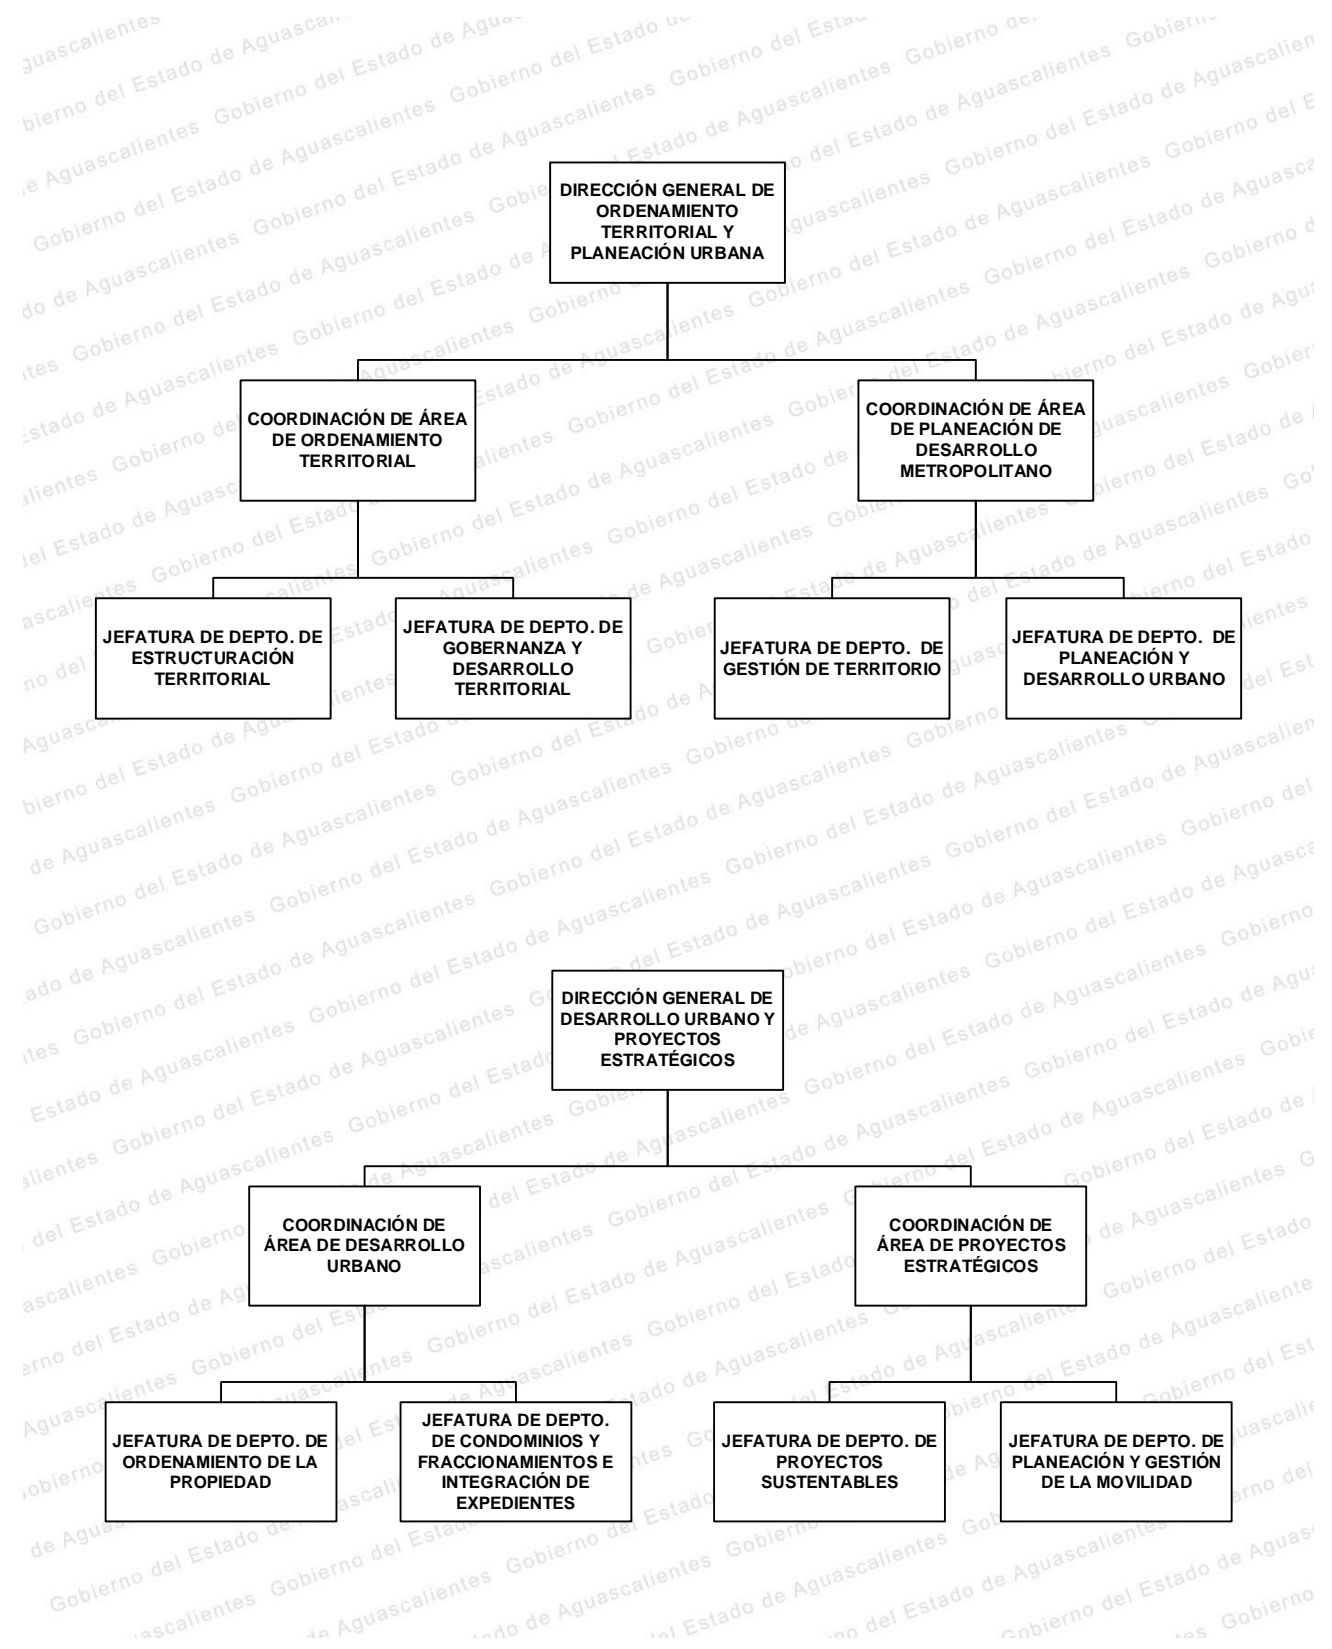 DIRECCIÓN GENERAL DE
ORDENAMIENTO
TERRITORIAL Y
PLANEACIÓN URBANA
COORDINACIÓN DE ÁREA
DE ORDENAMIENTO
TERRITORIAL
COORDINACIÓN DE ÁREA
DE PLANEACIÓN DE
DESARROLLO
METROPOLITANO
JEFATURA DE DEPTO. DE
ESTRUCTURACIÓN
TERRITORIAL
JEFATURA DE DEPTO. DE
GOBERNANZA Y
DESARROLLO
TERRITORIAL
JEFATURA DE DEPTO. DE
GESTIÓN DE TERRITORIO
JEFATURA DE DEPTO. DE
PLANEACIÓN Y
DESARROLLO URBANO
DIRECCIÓN GENERAL DE
DESARROLLO URBANO Y
PROYECTOS
ESTRATÉGICOS
COORDINACIÓN DE
ÁREA DE DESARROLLO
URBANO
COORDINACIÓN DE
ÁREA DE PROYECTOS
ESTRATÉGICOS
JEFATURA DE DEPTO. DE
ORDENAMIENTO DE LA
PROPIEDAD
JEFATURA DE DEPTO.
DE CONDOMINIOS Y
FRACCIONAMIENTOS E
INTEGRACIÓN DE
EXPEDIENTES
JEFATURA DE DEPTO. DE
PROYECTOS
SUSTENTABLES
JEFATURA DE DEPTO. DE
PLANEACIÓN Y GESTIÓN
DE LA MOVILIDAD
Gobierno del Estado de Aguascalientes